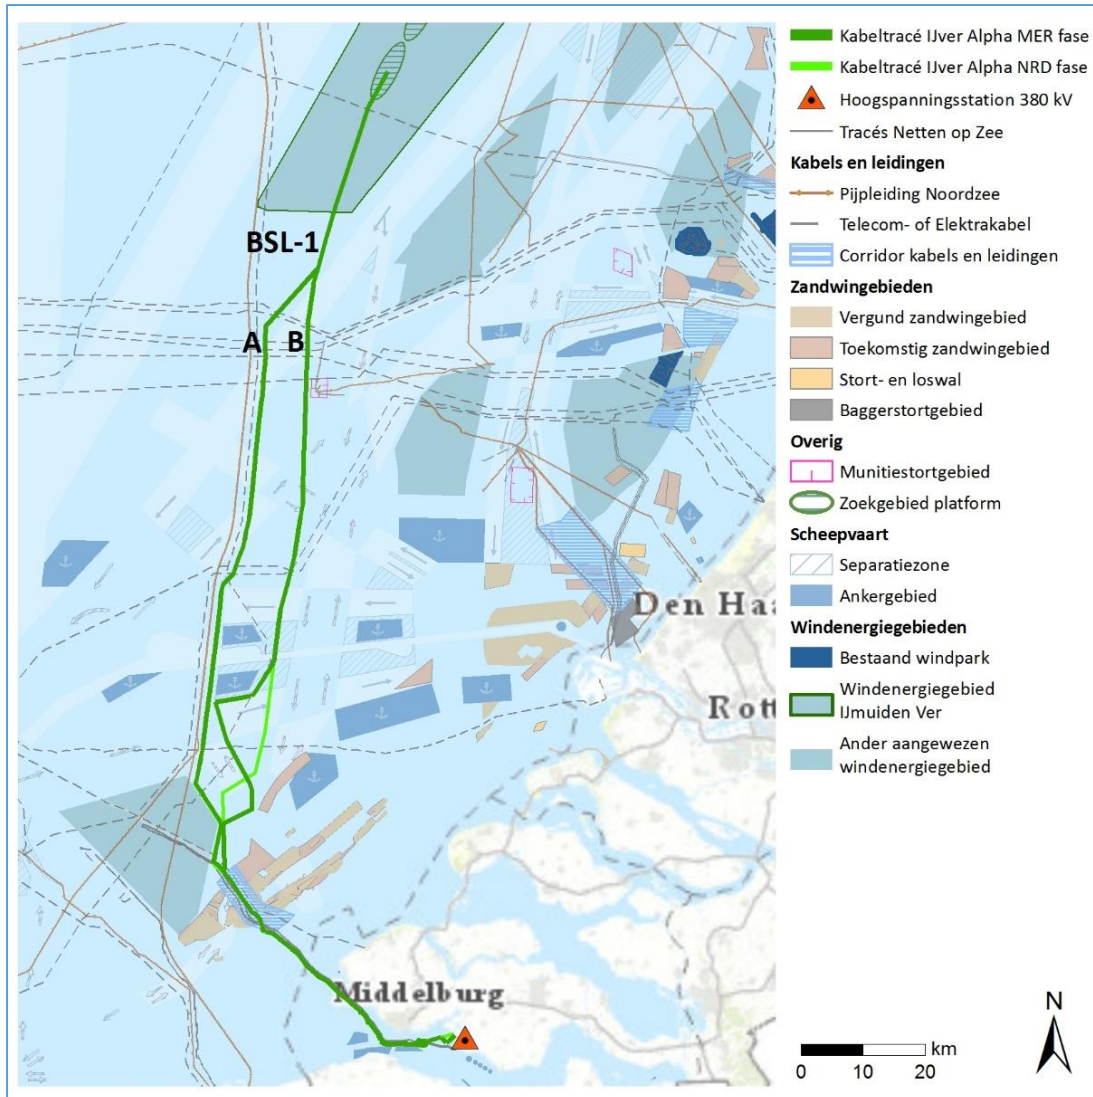 BSL-1
A B
Den Haa
Rott
Middelburg
Kabeltracé IJver Alpha MER fase
Kabeltracé IJver Alpha NRD fase
Hoogspanningsstation 380 kV
Tracés Netten op Zee
Kabels en leidingen
Pijpleiding Noordzee
Telecom- of Elektrakabel
Corridor kabels en leidingen
Zandwingebieden
Vergund zandwingebied
Toekomstig zandwingebied
Stort- en loswal
Baggerstortgebied
Overig
Munitiestortgebied
Zoekgebied platform
Scheepvaart
Separatiezone
Ankergebied
Windenergiegebieden
Bestaand windpark
Windenergiegebied
IJmuiden Ver
Ander aangewezen
windenergiegebied
N
km
0 10 20